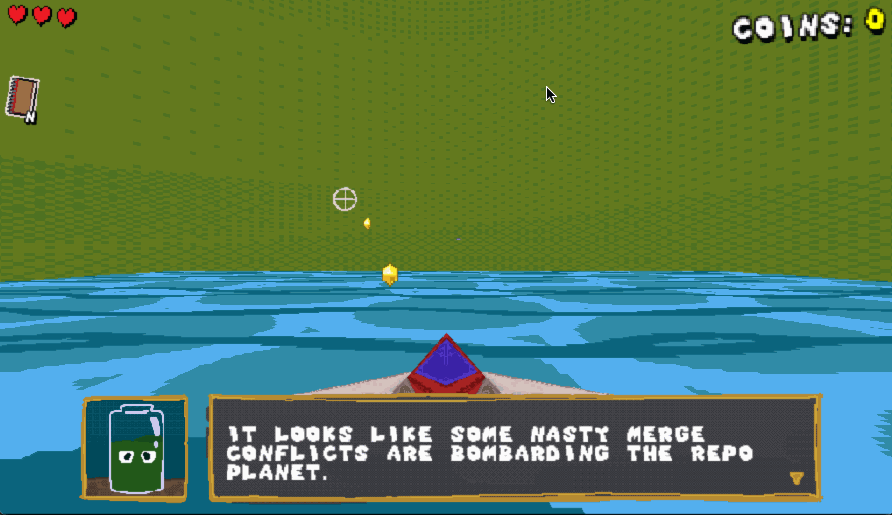 COINS: 0
N
IT LOOKS LIKE SOME NASTY MERGE
CONFLICTS ARE BOMBARDING THE REPO
PLANET.